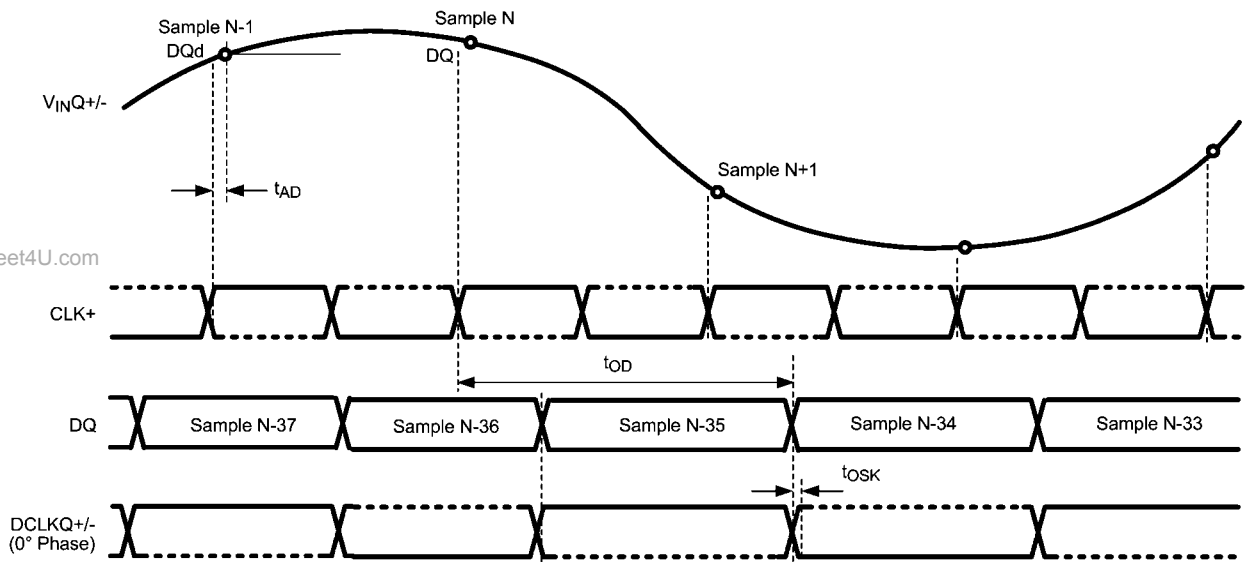 Sample N-1
Sample N
DQd
DQ
VINQ+/-
Sample N+1
tAD
eet4U.com
CLK+
tOD
DQ
Sample N-37
Sample N-36
Sample N-35
Sample N-34
Sample N-33
tOSK
DCLKQ+/-
(0° Phase)